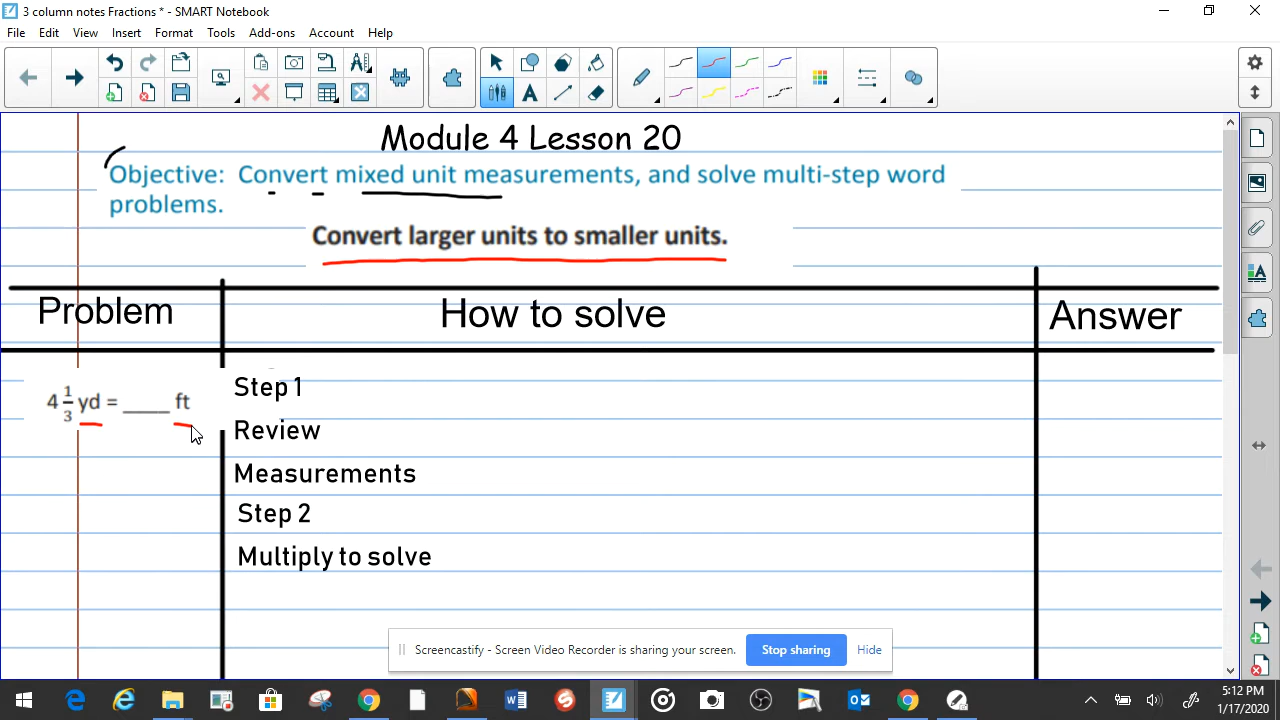 3 column notes Fractions * - SMART Notebook
File Edit View Insert Format Tools Add-ons Account Help
Module 4 Lesson 20
Objective: Convert mixed unit measurements, and solve multi-step word
problems.
Convert larger units to smaller units.
Problem How to solve Answer
4 1/3 yd = ____ ft
Step 1
Review
Measurements
Step 2
Multiply to solve
Screencastify - Screen Video Recorder is sharing your screen. Stop sharing Hide
5:12 PM
1/17/2020